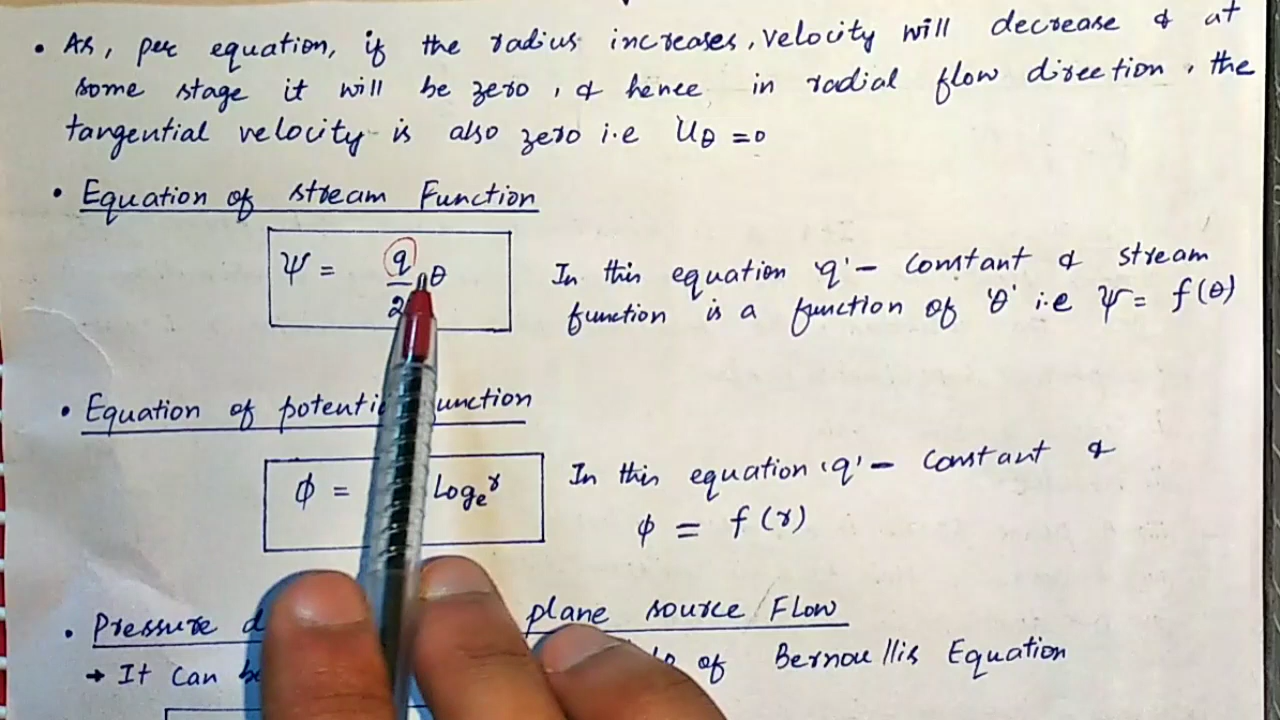 • As, per equation, if the radius increases, velocity will decrease & at
some stage it will be zero, & hence in radial flow direction, the
tangential velocity is also zero i.e Uθ =0
• Equation of stream Function
ψ = q/2 θ
In this equation 'q' - constant & stream
function is a function of 'θ' i.e ψ = f(θ)
• Equation of potenti unction
ϕ = Logₑr
In this equation 'q' - constant &
ϕ = f(r)
• Pressure d plane source Flow
→ It can be of Bernoullis Equation